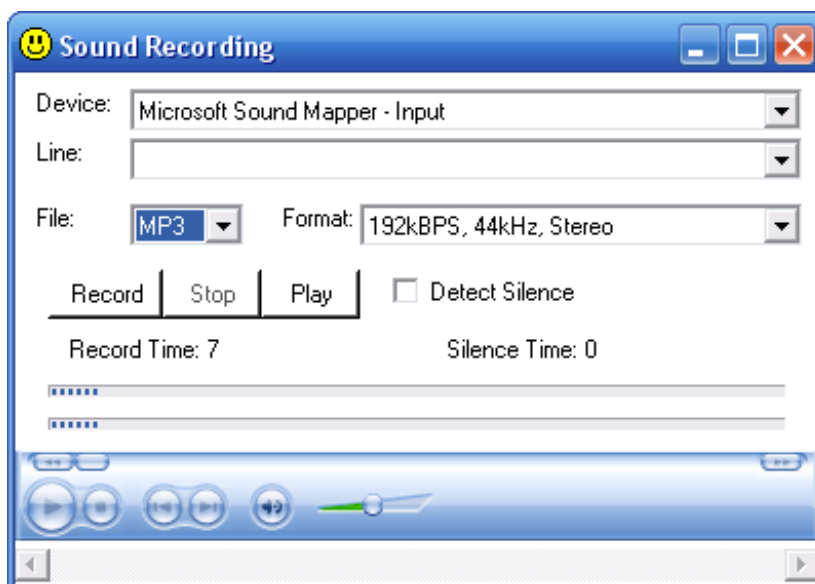 Sound Recording
Device: Microsoft Sound Mapper - Input
Line:
File: MP3 Format: 192kBPS, 44kHz, Stereo
Record Stop Play Detect Silence
Record Time: 7 Silence Time: 0